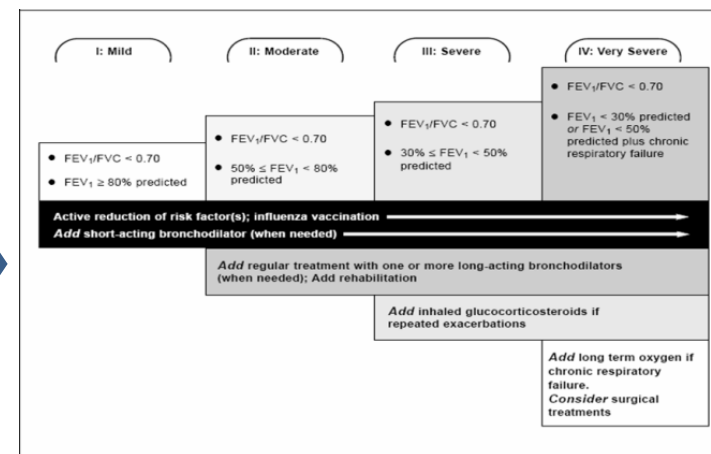 I: Mild
II: Moderate
III: Severe
IV: Very Severe
• FEV₁/FVC < 0.70
• FEV₁ ≥ 80% predicted
• FEV₁/FVC < 0.70
• 50% ≤ FEV₁ < 80%
predicted
• FEV₁/FVC < 0.70
• 30% ≤ FEV₁ < 50%
predicted
• FEV₁/FVC < 0.70
• FEV₁ < 30% predicted
or FEV₁ < 50%
predicted plus chronic
respiratory failure
Active reduction of risk factor(s); influenza vaccination
Add short-acting bronchodilator (when needed)
Add regular treatment with one or more long-acting bronchodilators
(when needed); Add rehabilitation
Add inhaled glucocorticosteroids if
repeated exacerbations
Add long term oxygen if
chronic respiratory
failure.
Consider surgical
treatments